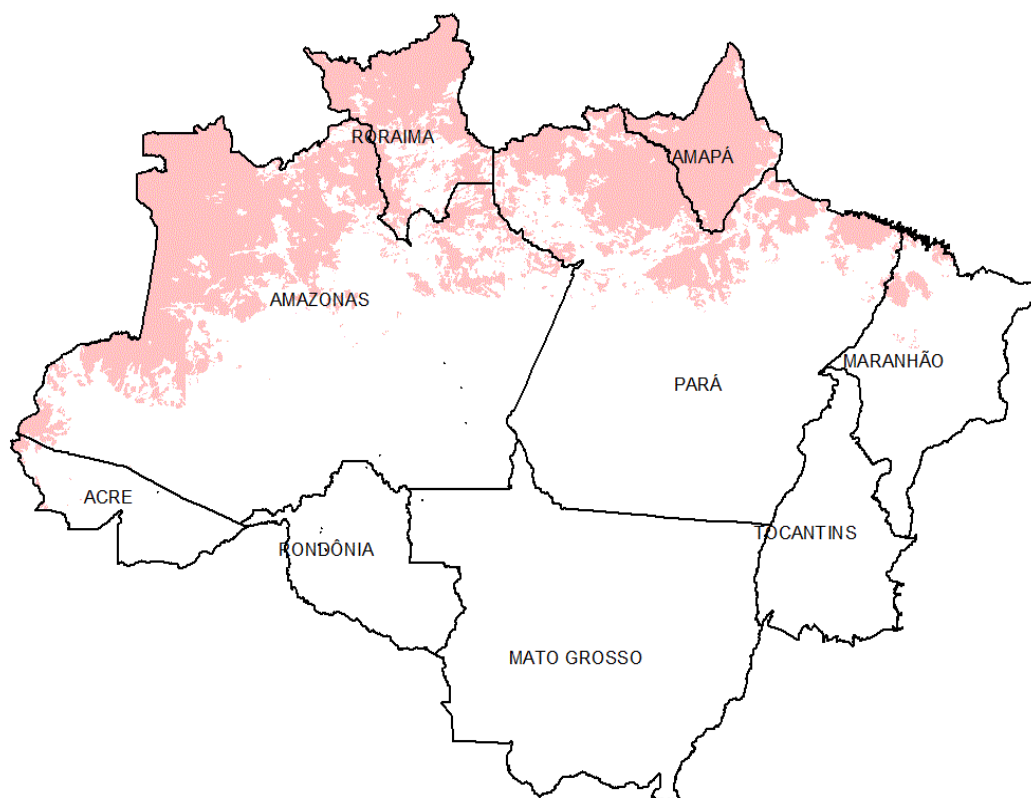 RORAIMA
AMAPÁ
AMAZONAS
MARANHÃO
PARÁ
ACRE
TOCANTINS
RONDÔNIA
MATO GROSSO